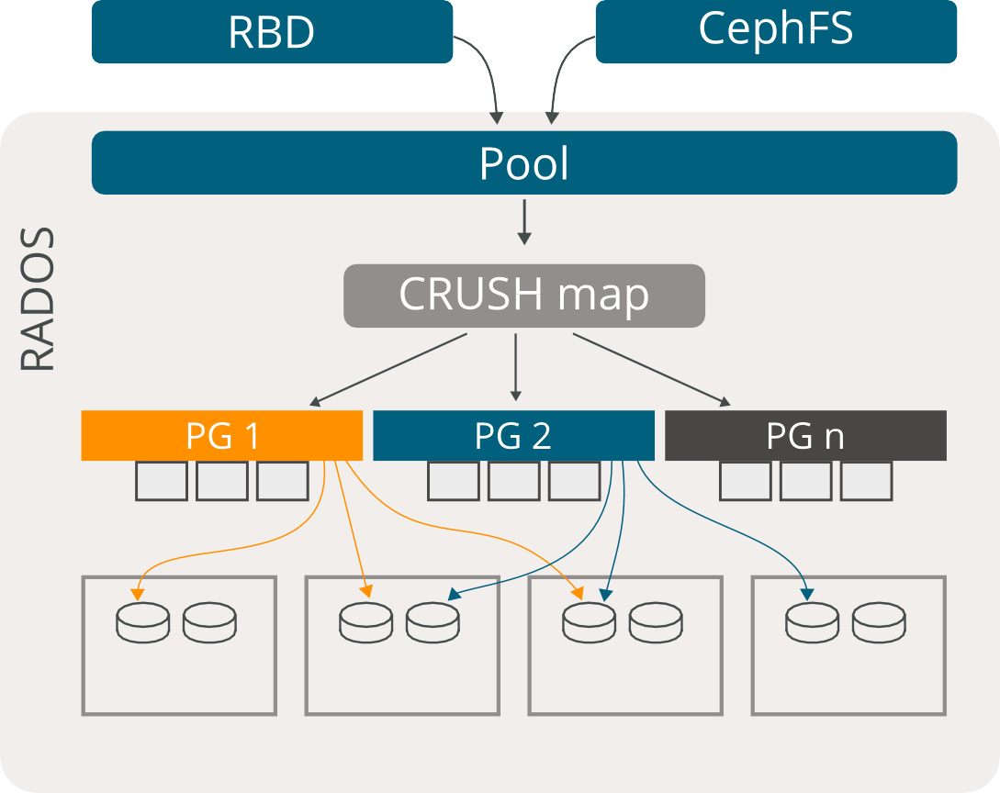 RBD
CephFS
RADOS
Pool
CRUSH map
PG 1
PG 2
PG n